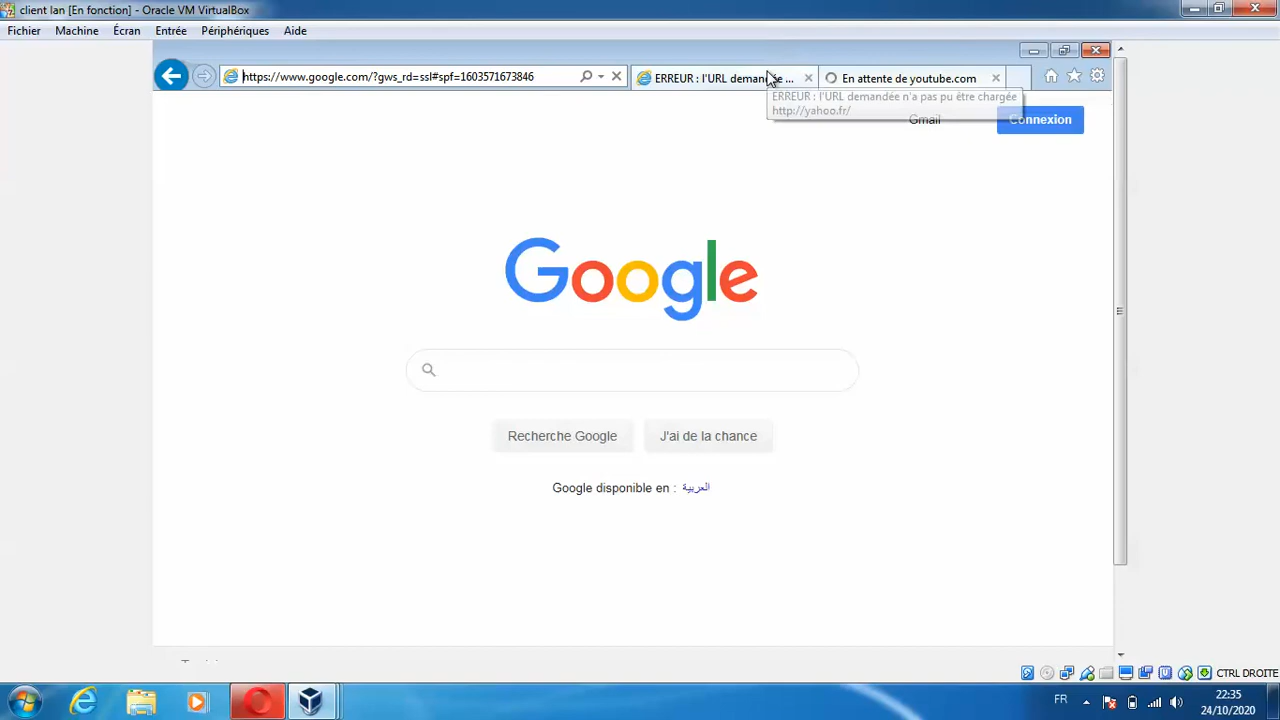 client lan [En fonction] - Oracle VM VirtualBox
Fichier Machine Écran Entrée Périphériques Aide
https://www.google.com/?gws_rd=ssl#spf=1603571673846
ERREUR : l'URL demandée ...
En attente de youtube.com
ERREUR : l'URL demandée n'a pas pu être chargée
http://yahoo.fr/
Gmail
Connexion
Google
Recherche Google
J'ai de la chance
Google disponible en : العربية
CTRL DROITE
FR
22:35
24/10/2020